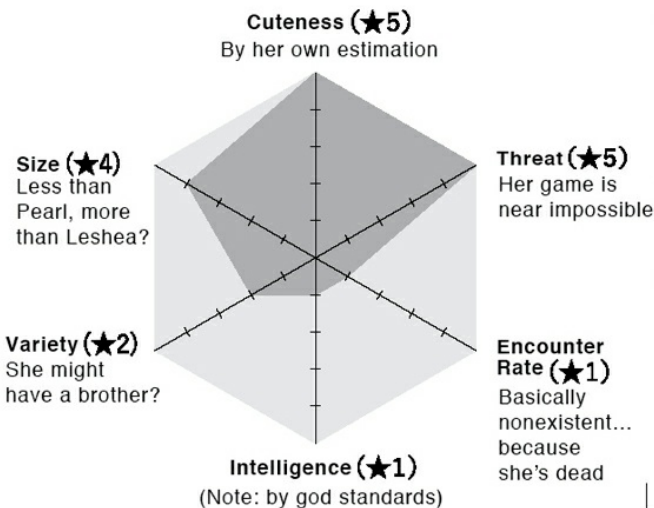 Cuteness (★5)
By her own estimation
Size (★4)
Less than
Pearl, more
than Leshea?
Threat (★5)
Her game is
near impossible
Variety (★2)
She might
have a brother?
Encounter
Rate (★1)
Basically
nonexistent...
because
she's dead
Intelligence (★1)
(Note: by god standards)